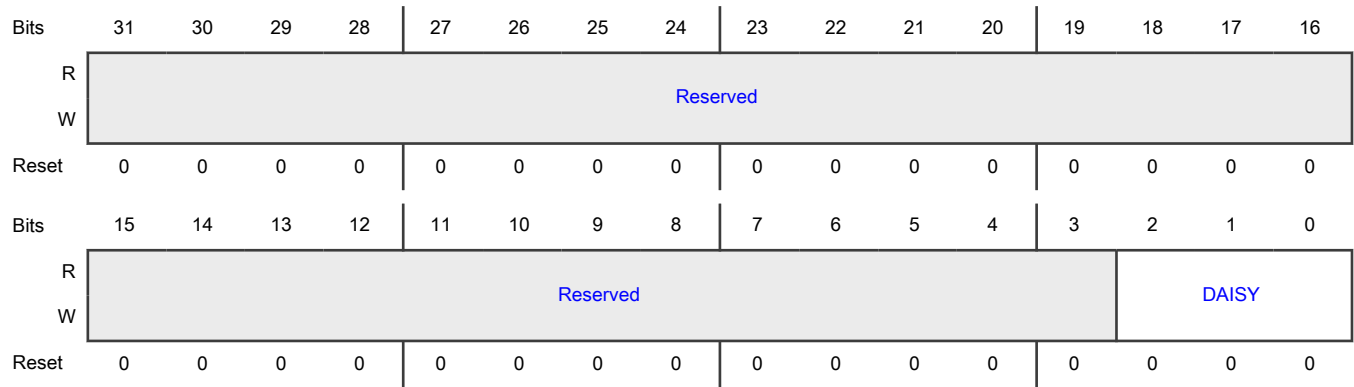 Bits 31 30 29 28 27 26 25 24 23 22 21 20 19 18 17 16
R
Reserved
W
Reset 0 0 0 0 0 0 0 0 0 0 0 0 0 0 0 0
Bits 15 14 13 12 11 10 9 8 7 6 5 4 3 2 1 0
R
Reserved DAISY
W
Reset 0 0 0 0 0 0 0 0 0 0 0 0 0 0 0 0